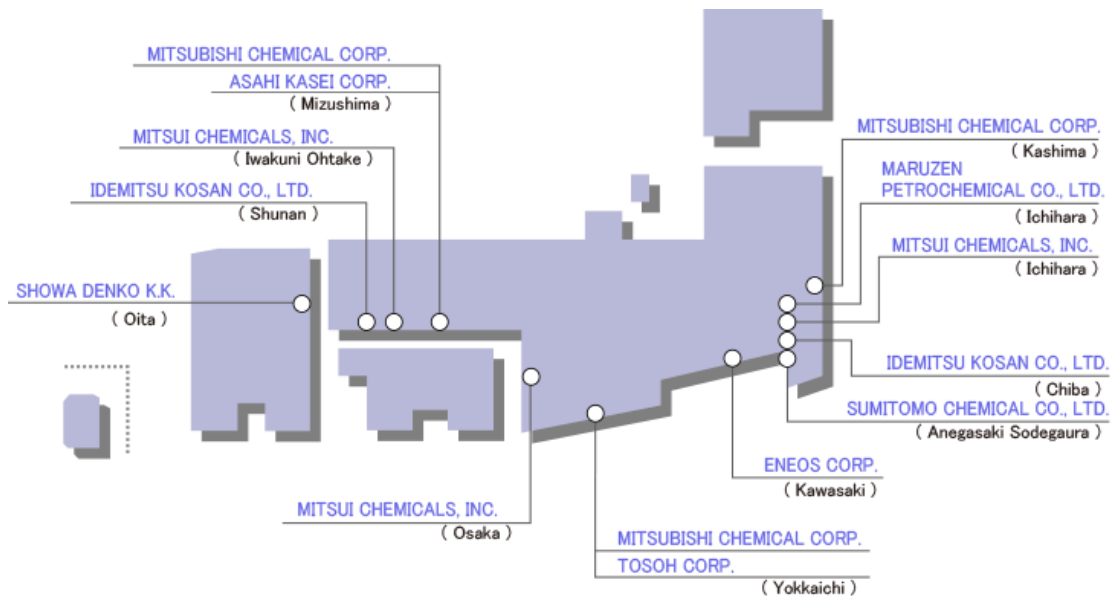 MITSUBISHI CHEMICAL CORP.
ASAHI KASEI CORP.
( Mizushima )
MITSUI CHEMICALS, INC.
( Iwakuni Ohtake )
IDEMITSU KOSAN CO., LTD.
( Shunan )
SHOWA DENKO K.K.
( Oita )
MITSUBISHI CHEMICAL CORP.
( Kashima )
MARUZEN
PETROCHEMICAL CO., LTD.
( Ichihara )
MITSUI CHEMICALS, INC.
( Ichihara )
IDEMITSU KOSAN CO., LTD.
( Chiba )
SUMITOMO CHEMICAL CO., LTD.
( Anegasaki Sodegaura )
ENEOS CORP.
( Kawasaki )
MITSUI CHEMICALS, INC.
( Osaka )
MITSUBISHI CHEMICAL CORP.
TOSOH CORP.
( Yokkaichi )